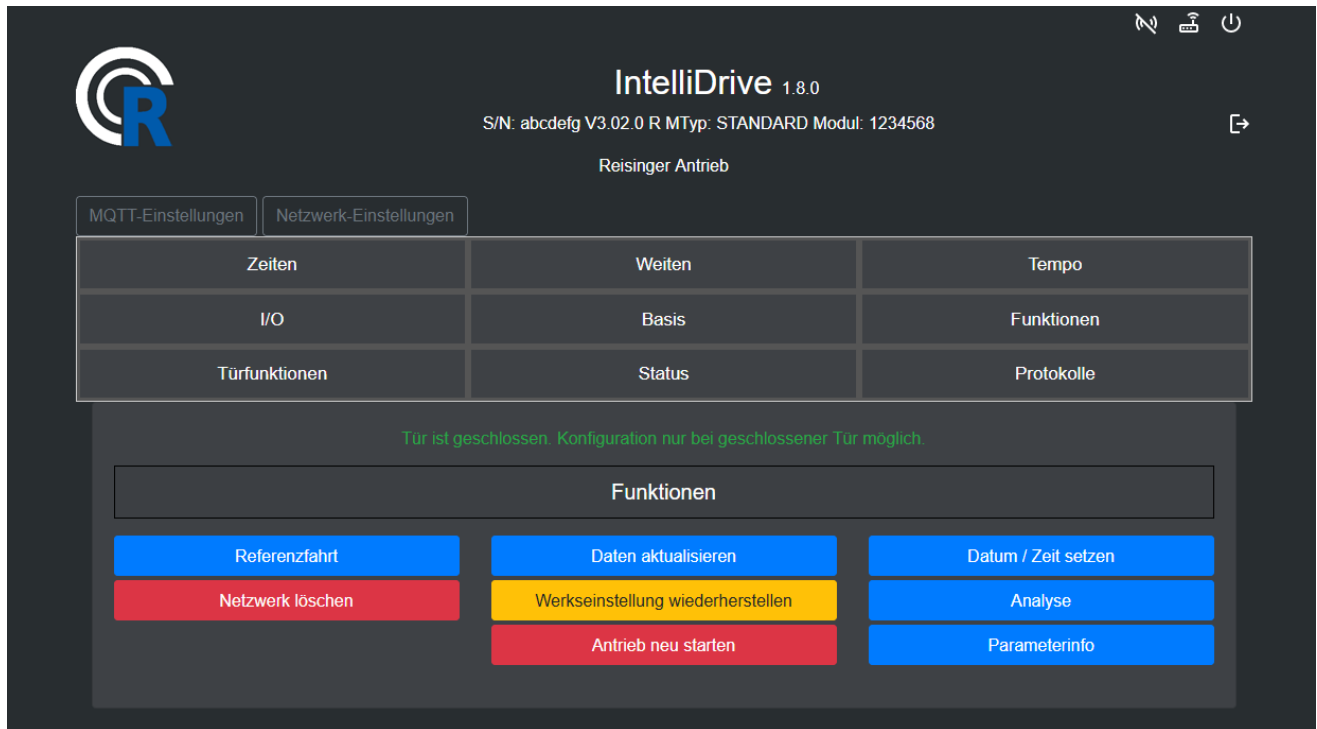 R
IntelliDrive 1.8.0
S/N: abcdefg V3.02.0 R MTyp: STANDARD Modul: 1234568
Reisinger Antrieb
MQTT-Einstellungen Netzwerk-Einstellungen
Zeiten Weiten Tempo
I/O Basis Funktionen
Türfunktionen Status Protokolle
Tür ist geschlossen. Konfiguration nur bei geschlossener Tür möglich.
Funktionen
Referenzfahrt Daten aktualisieren Datum / Zeit setzen
Netzwerk löschen Werkseinstellung wiederherstellen Analyse
Antrieb neu starten Parameterinfo